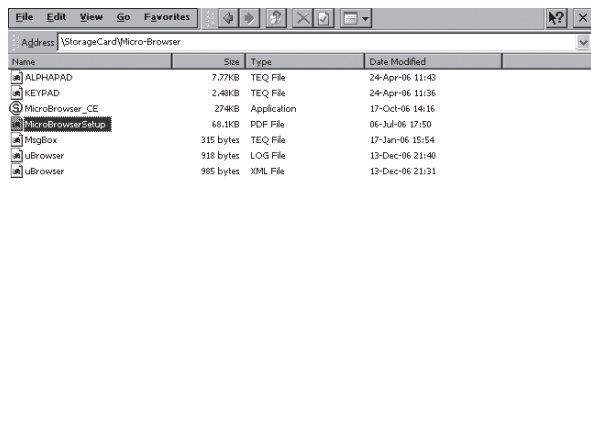 File Edit View Go Favorites
Address \StorageCard\Micro-Browser
Name Size Type Date Modified
ALPHAPAD 7.77KB TEQ File 24-Apr-06 11:43
KEYPAD 2.48KB TEQ File 24-Apr-06 11:36
MicroBrowser_CE 274KB Application 17-Oct-06 14:16
MicroBrowserSetup 68.1KB PDF File 06-Jul-06 17:50
MsgBox 315 bytes TEQ File 17-Jan-06 15:54
uBrowser 918 bytes LOG File 13-Dec-06 21:40
uBrowser 985 bytes XML File 13-Dec-06 21:31